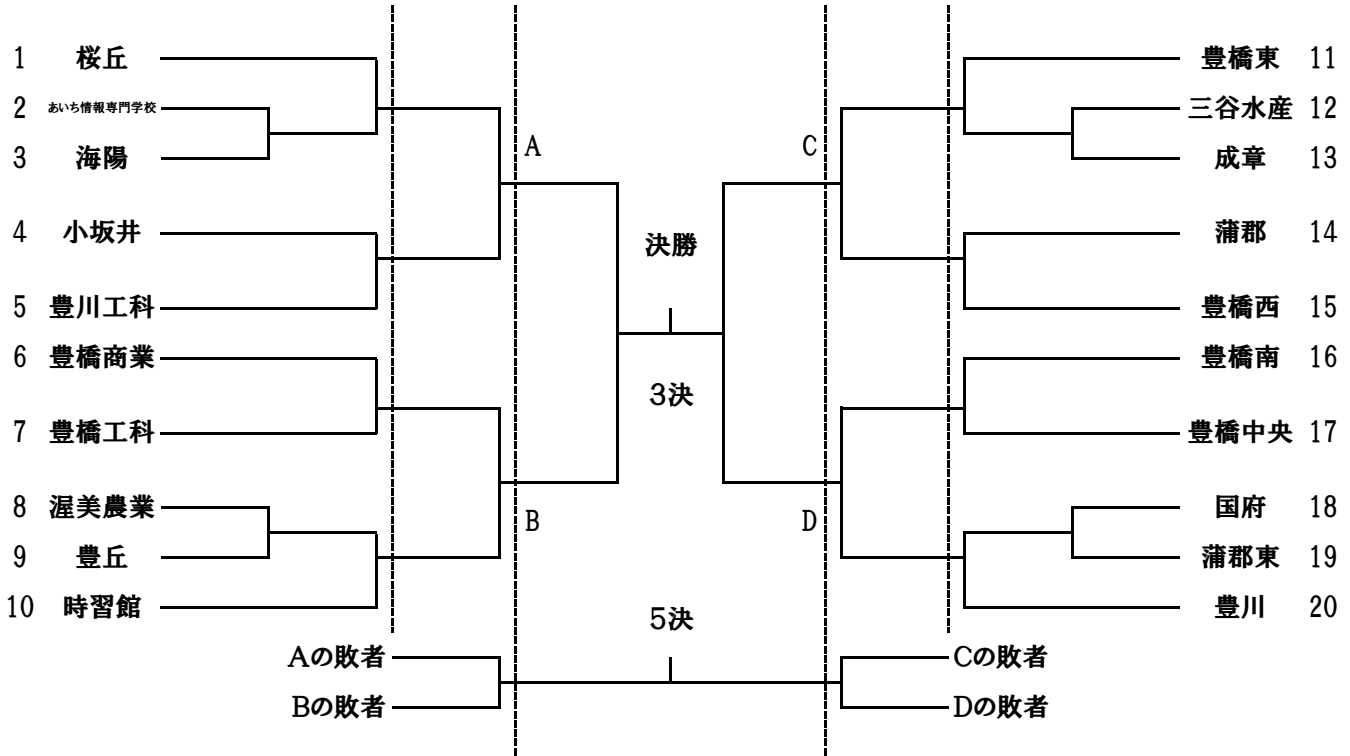 1 桜丘
2 あいち情報専門学校
3 海陽
4 小坂井
5 豊川工科
6 豊橋商業
7 豊橋工科
8 渥美農業
9 豊丘
10 時習館
A
B
決勝
3決
5決
C
D
豊橋東 11
三谷水産 12
成章 13
蒲郡 14
豊橋西 15
豊橋南 16
豊橋中央 17
国府 18
蒲郡東 19
豊川 20
Aの敗者
Bの敗者
Cの敗者
Dの敗者